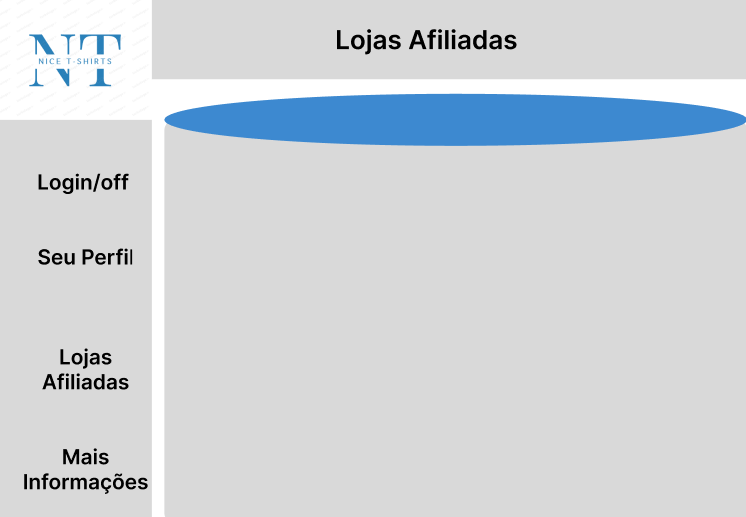 NT
NICE T-SHIRTS
Lojas Afiliadas
Login/off
Seu Perfil
Lojas
Afiliadas
Mais
Informações